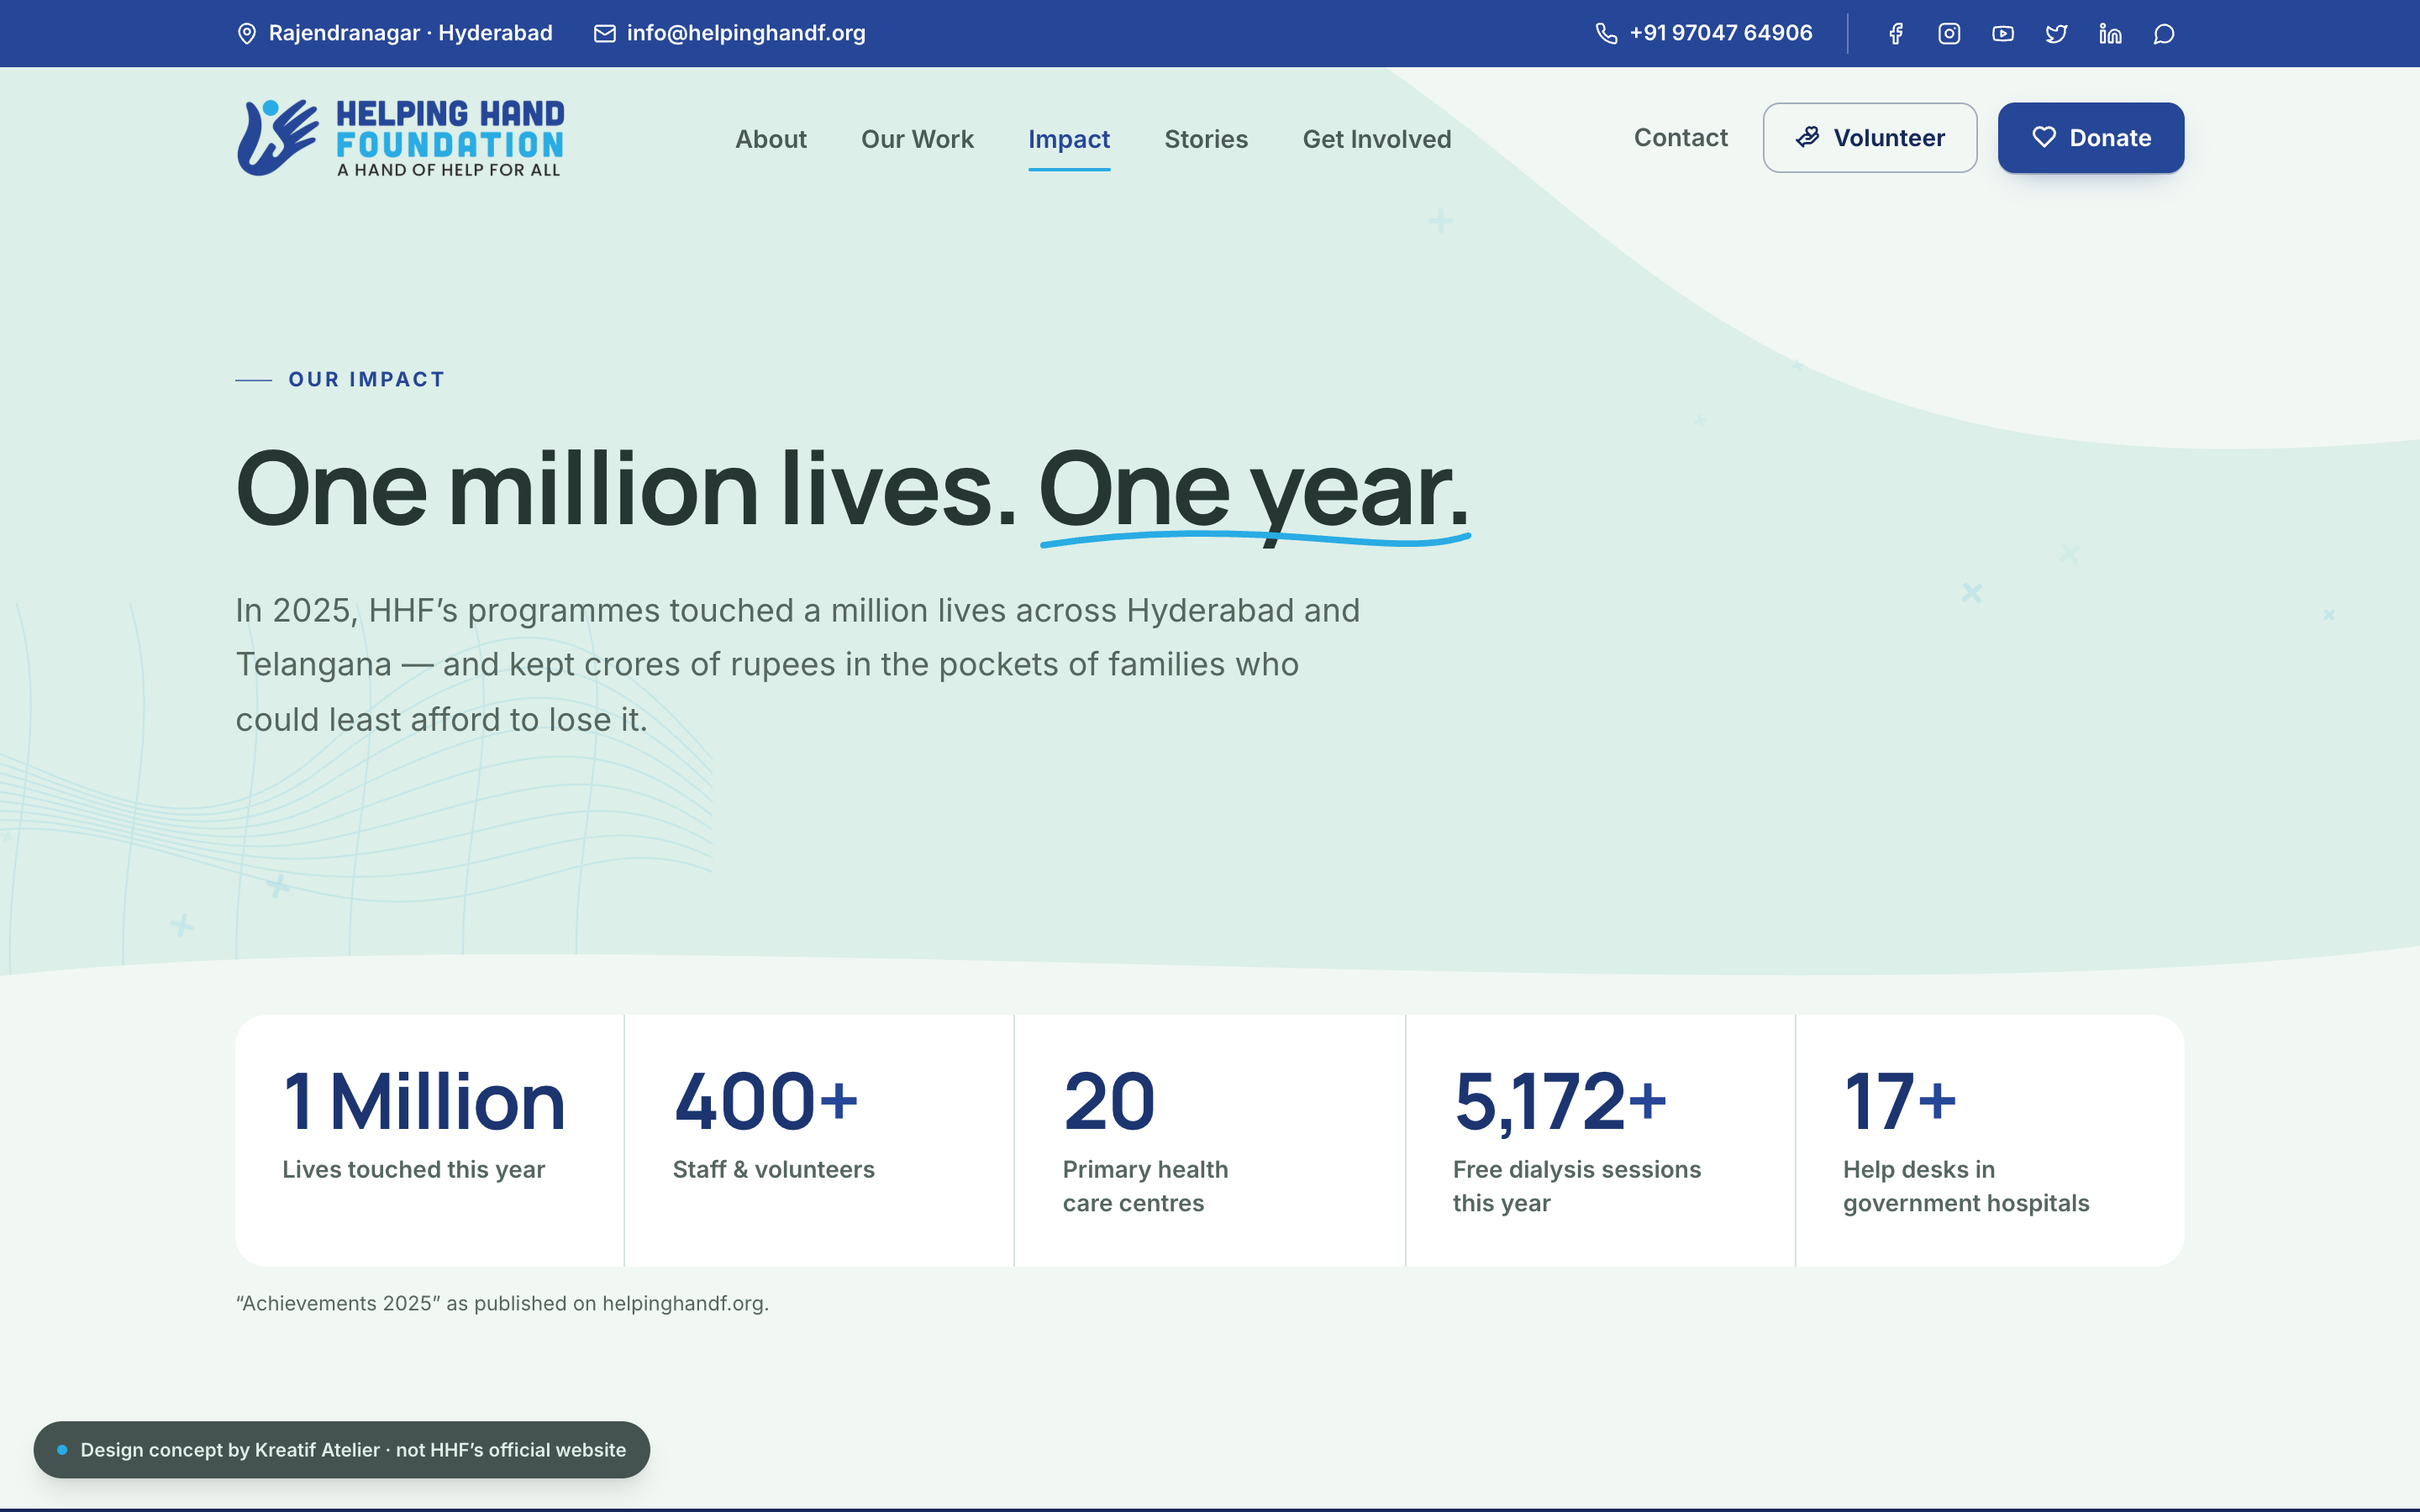 Rajendranagar · Hyderabad
info@helpinghandf.org
+91 97047 64906
HELPING HAND
FOUNDATION
A HAND OF HELP FOR ALL
About
Our Work
Impact
Stories
Get Involved
Contact
Volunteer
Donate
OUR IMPACT
One million lives. One year.
In 2025, HHF’s programmes touched a million lives across Hyderabad and
Telangana — and kept crores of rupees in the pockets of families who
could least afford to lose it.
1 Million
Lives touched this year
400+
Staff & volunteers
20
Primary health
care centres
5,172+
Free dialysis sessions
this year
17+
Help desks in
government hospitals
“Achievements 2025” as published on helpinghandf.org.
Design concept by Kreatif Atelier · not HHF’s official website